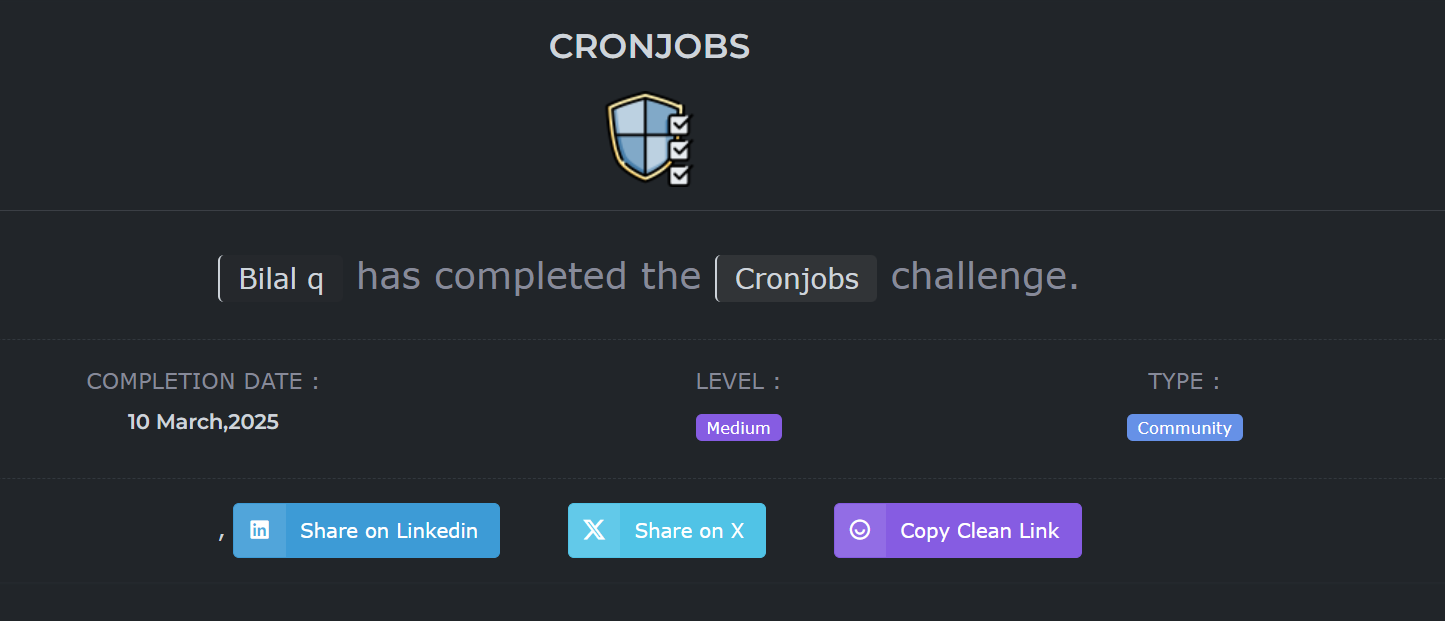 CRONJOBS
Bilal q has completed the Cronjobs challenge.
COMPLETION DATE :
10 March,2025
LEVEL :
Medium
TYPE :
Community
, Share on Linkedin
Share on X
Copy Clean Link